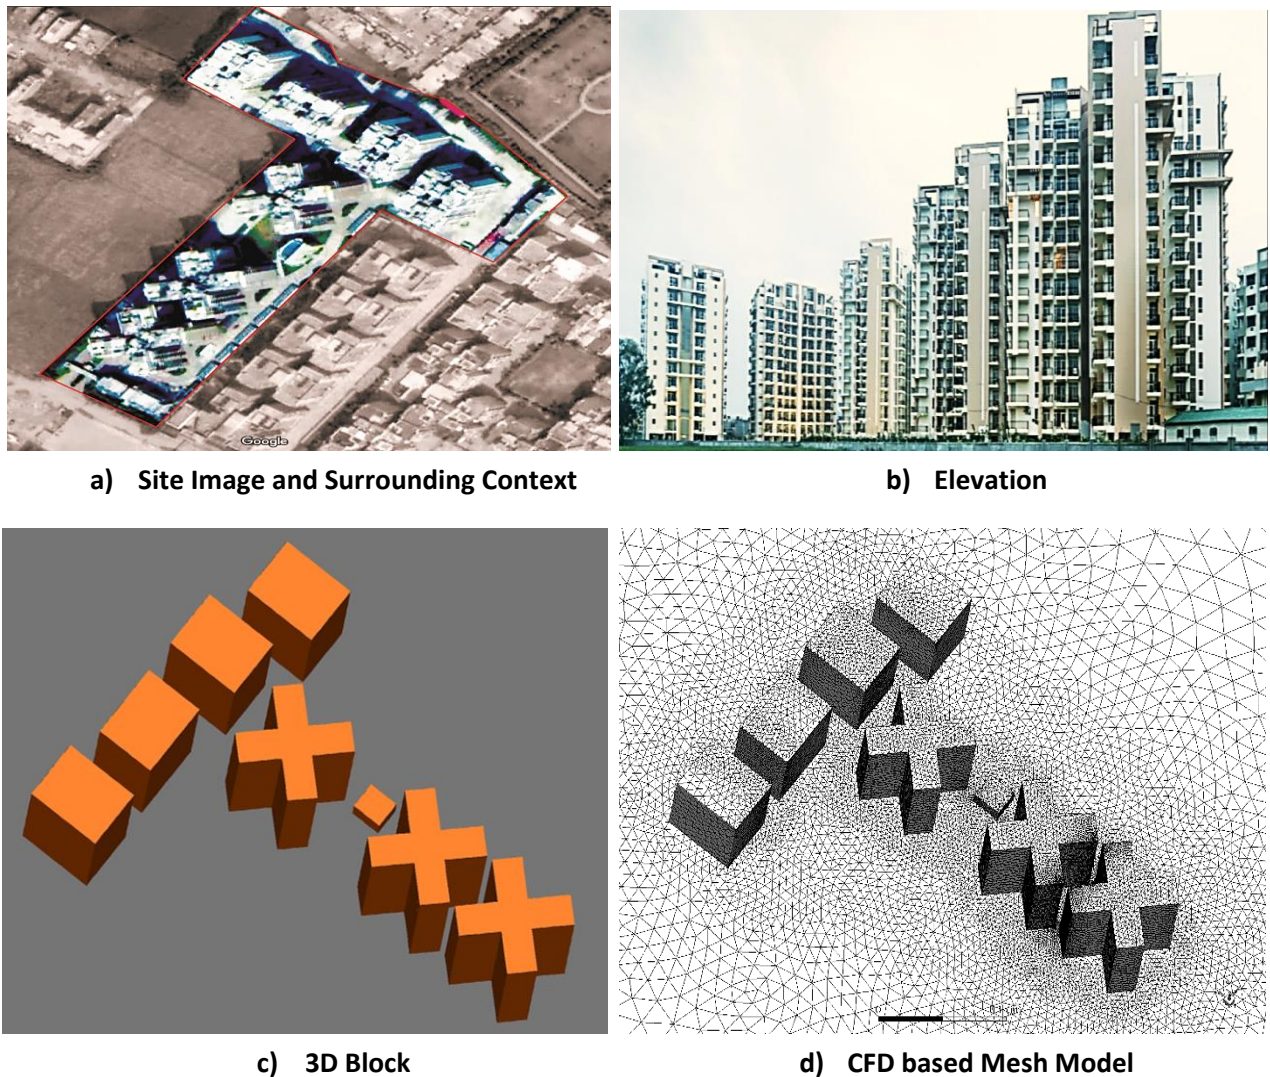 Google
a) Site Image and Surrounding Context
b) Elevation
c) 3D Block
d) CFD based Mesh Model